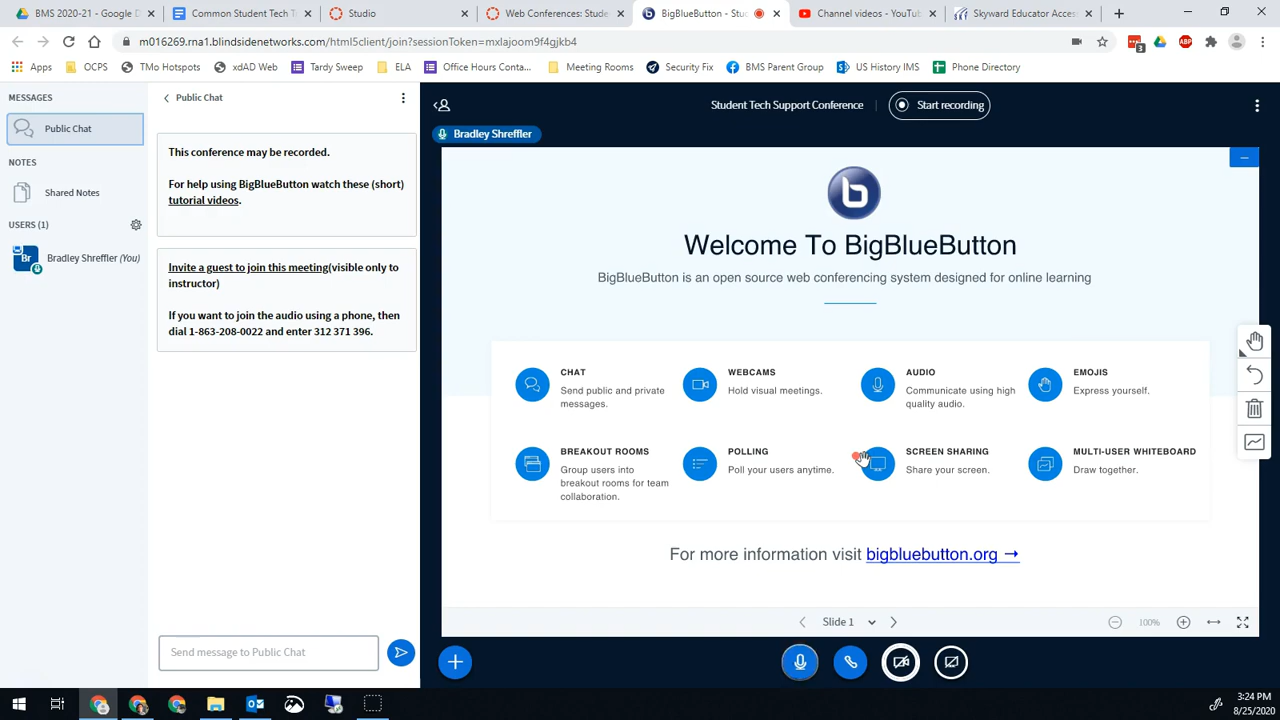 BMS 2020-21 - Google D
Common Student Tech T
Studio
Web Conferences: Stude
BigBlueButton - Stu
Channel videos - YouTu
Skyward Educator Acces
m016269.rna1.blindsidenetworks.com/html5client/join?sessionToken=mxlajoom9f4gjkb4
3
ABP
Apps
OCPS
TMo Hotspots
xdAD Web
Tardy Sweep
ELA
Office Hours Conta...
Meeting Rooms
Security Fix
BMS Parent Group
US History IMS
Phone Directory
MESSAGES
Public Chat
NOTES
Shared Notes
USERS (1)
Br
Bradley Shreffler (You)
Public Chat
This conference may be recorded.
For help using BigBlueButton watch these (short)
tutorial videos.
Invite a guest to join this meeting(visible only to
instructor)
If you want to join the audio using a phone, then
dial 1-863-208-0022 and enter 312 371 396.
Send message to Public Chat
Student Tech Support Conference
Start recording
Bradley Shreffler
b
Welcome To BigBlueButton
BigBlueButton is an open source web conferencing system designed for online learning
CHAT
Send public and private
messages.
WEBCAMS
Hold visual meetings.
AUDIO
Communicate using high
quality audio.
EMOJIS
Express yourself.
BREAKOUT ROOMS
Group users into
breakout rooms for team
collaboration.
POLLING
Poll your users anytime.
SCREEN SHARING
Share your screen.
MULTI-USER WHITEBOARD
Draw together.
For more information visit bigbluebutton.org →
Slide 1
100%
3:24 PM
8/25/2020